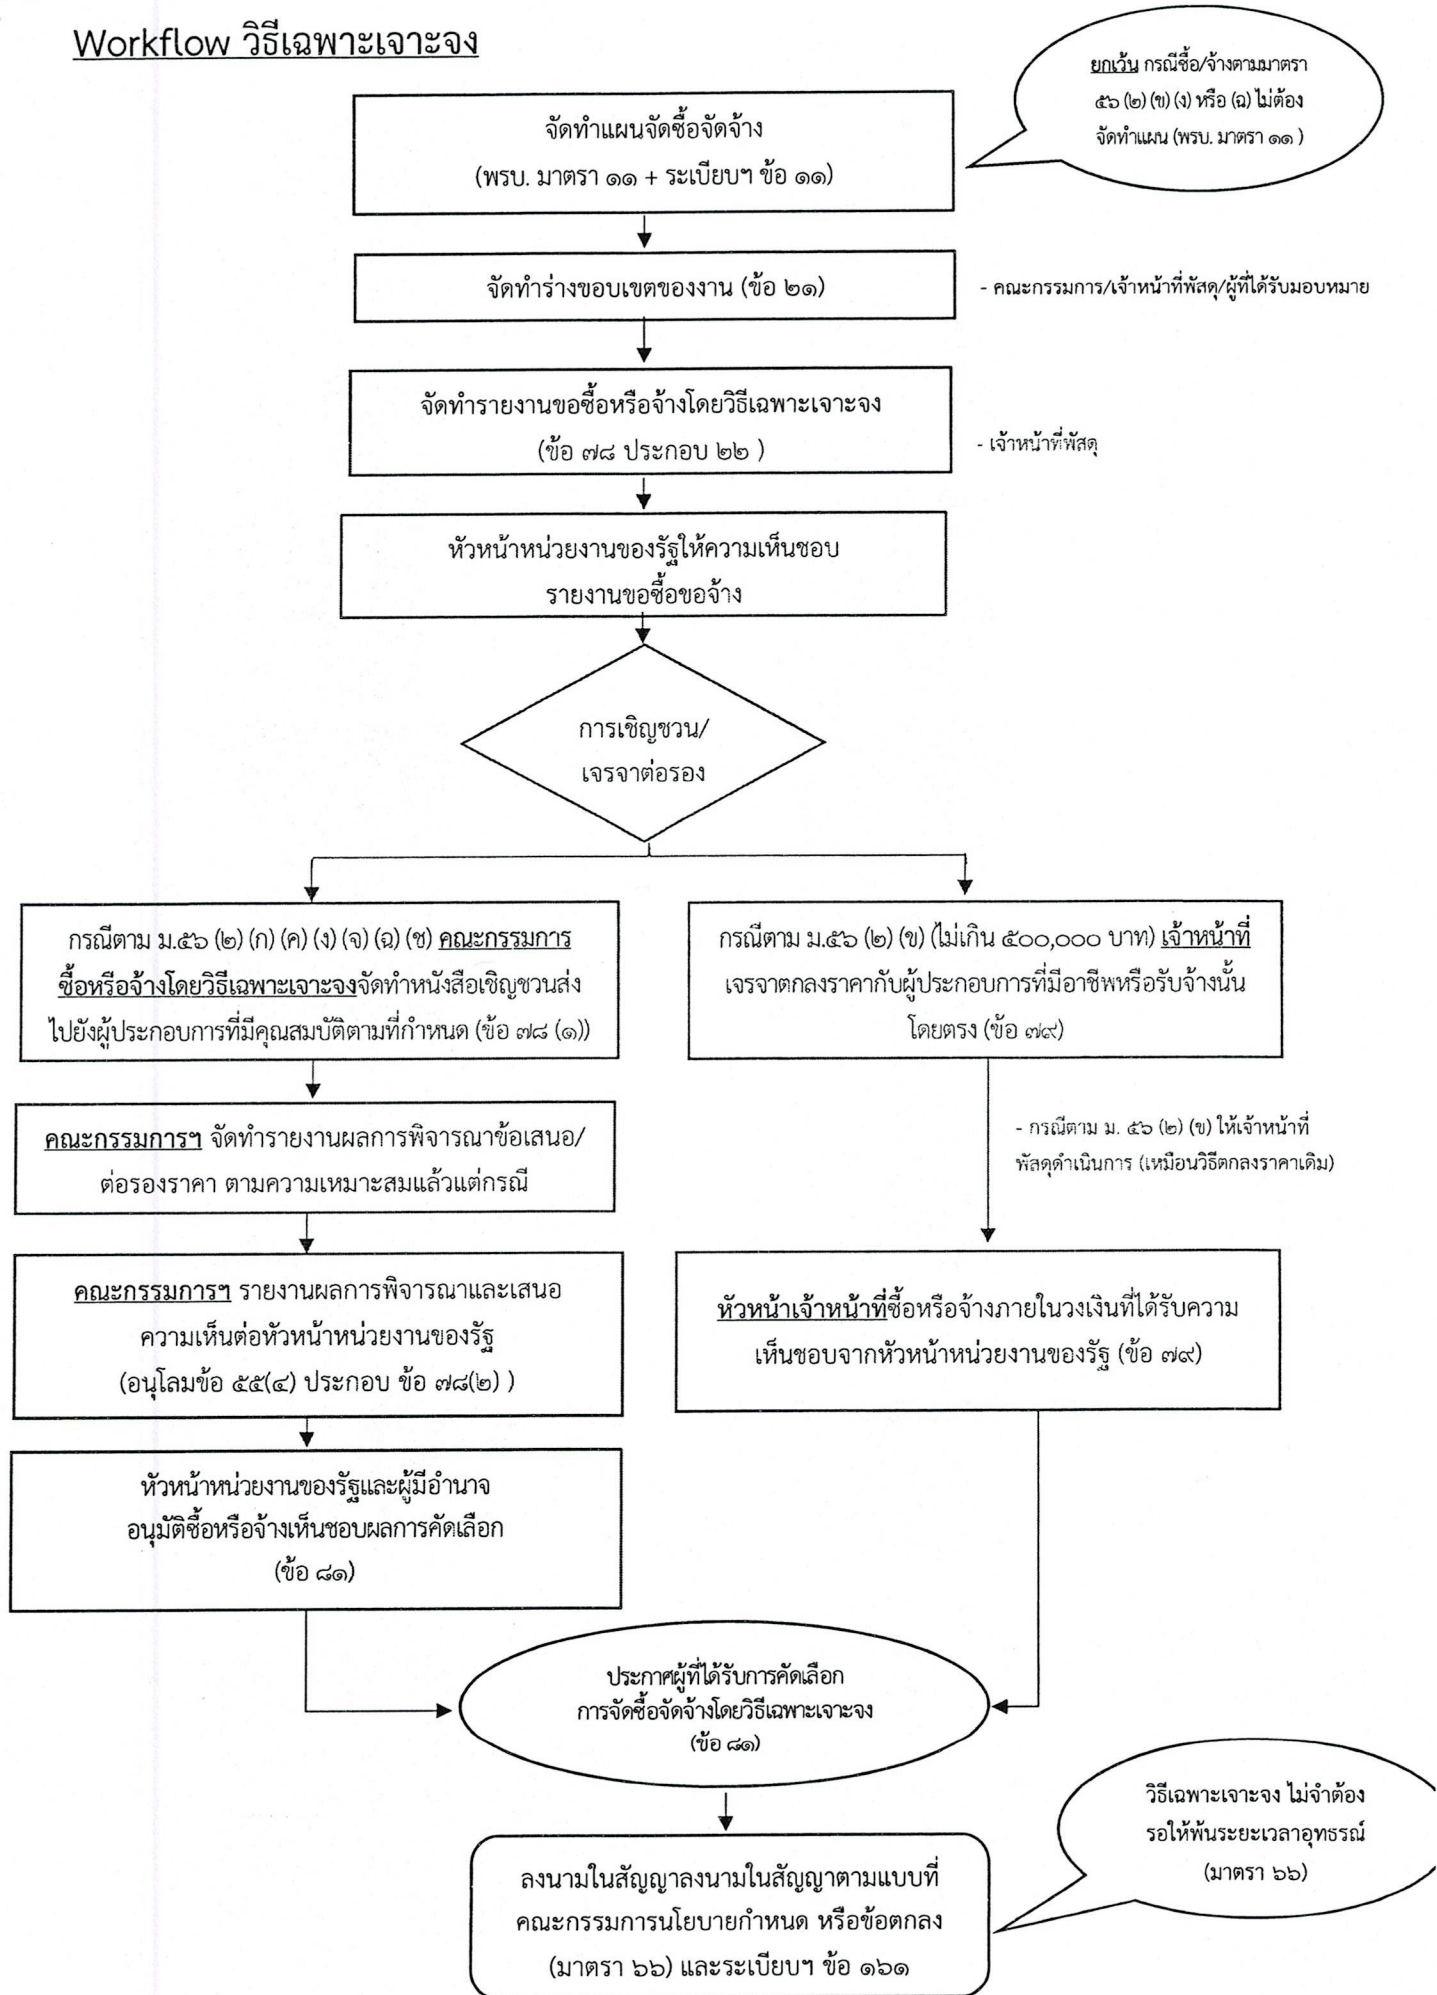 Workflow วิธีเฉพาะเจาะจง
ยกเว้น กรณีซื้อ/จ้างตามมาตรา
๕๖ (๒) (ข) (ง) หรือ (ฉ) ไม่ต้อง
จัดทำแผน (พรบ. มาตรา ๑๑ )
จัดทำแผนจัดซื้อจัดจ้าง
(พรบ. มาตรา ๑๑ + ระเบียบฯ ข้อ ๑๑)
จัดทำร่างขอบเขตของงาน (ข้อ ๒๑)
- คณะกรรมการ/เจ้าหน้าที่พัสดุ/ผู้ที่ได้รับมอบหมาย
จัดทำรายงานขอซื้อหรือจ้างโดยวิธีเฉพาะเจาะจง
(ข้อ ๗๘ ประกอบ ๒๒ )
- เจ้าหน้าที่พัสดุ
หัวหน้าหน่วยงานของรัฐให้ความเห็นชอบ
รายงานขอซื้อขอจ้าง
การเชิญชวน/
เจรจาต่อรอง
กรณีตาม ม.๕๖ (๒) (ก) (ค) (ง) (จ) (ฉ) (ช) คณะกรรมการ
ซื้อหรือจ้างโดยวิธีเฉพาะเจาะจงจัดทำหนังสือเชิญชวนส่ง
ไปยังผู้ประกอบการที่มีคุณสมบัติตามที่กำหนด (ข้อ ๗๘ (๑))
กรณีตาม ม.๕๖ (๒) (ข) (ไม่เกิน ๕๐๐,๐๐๐ บาท) เจ้าหน้าที่
เจรจาตกลงราคากับผู้ประกอบการที่มีอาชีพหรือรับจ้างนั้น
โดยตรง (ข้อ ๗๙)
คณะกรรมการฯ จัดทำรายงานผลการพิจารณาข้อเสนอ/
ต่อรองราคา ตามความเหมาะสมแล้วแต่กรณี
- กรณีตาม ม. ๕๖ (๒) (ข) ให้เจ้าหน้าที่
พัสดุดำเนินการ (เหมือนวิธีตกลงราคาเดิม)
คณะกรรมการฯ รายงานผลการพิจารณาและเสนอ
ความเห็นต่อหัวหน้าหน่วยงานของรัฐ
(อนุโลมข้อ ๕๕(๔) ประกอบ ข้อ ๗๘(๒) )
หัวหน้าเจ้าหน้าที่ซื้อหรือจ้างภายในวงเงินที่ได้รับความ
เห็นชอบจากหัวหน้าหน่วยงานของรัฐ (ข้อ ๗๙)
หัวหน้าหน่วยงานของรัฐและผู้มีอำนาจ
อนุมัติซื้อหรือจ้างเห็นชอบผลการคัดเลือก
(ข้อ ๘๑)
ประกาศผู้ที่ได้รับการคัดเลือก
การจัดซื้อจัดจ้างโดยวิธีเฉพาะเจาะจง
(ข้อ ๘๑)
วิธีเฉพาะเจาะจง ไม่จำต้อง
รอให้พ้นระยะเวลาอุทธรณ์
(มาตรา ๖๖)
ลงนามในสัญญาลงนามในสัญญาตามแบบที่
คณะกรรมการนโยบายกำหนด หรือข้อตกลง
(มาตรา ๖๖) และระเบียบฯ ข้อ ๑๖๑